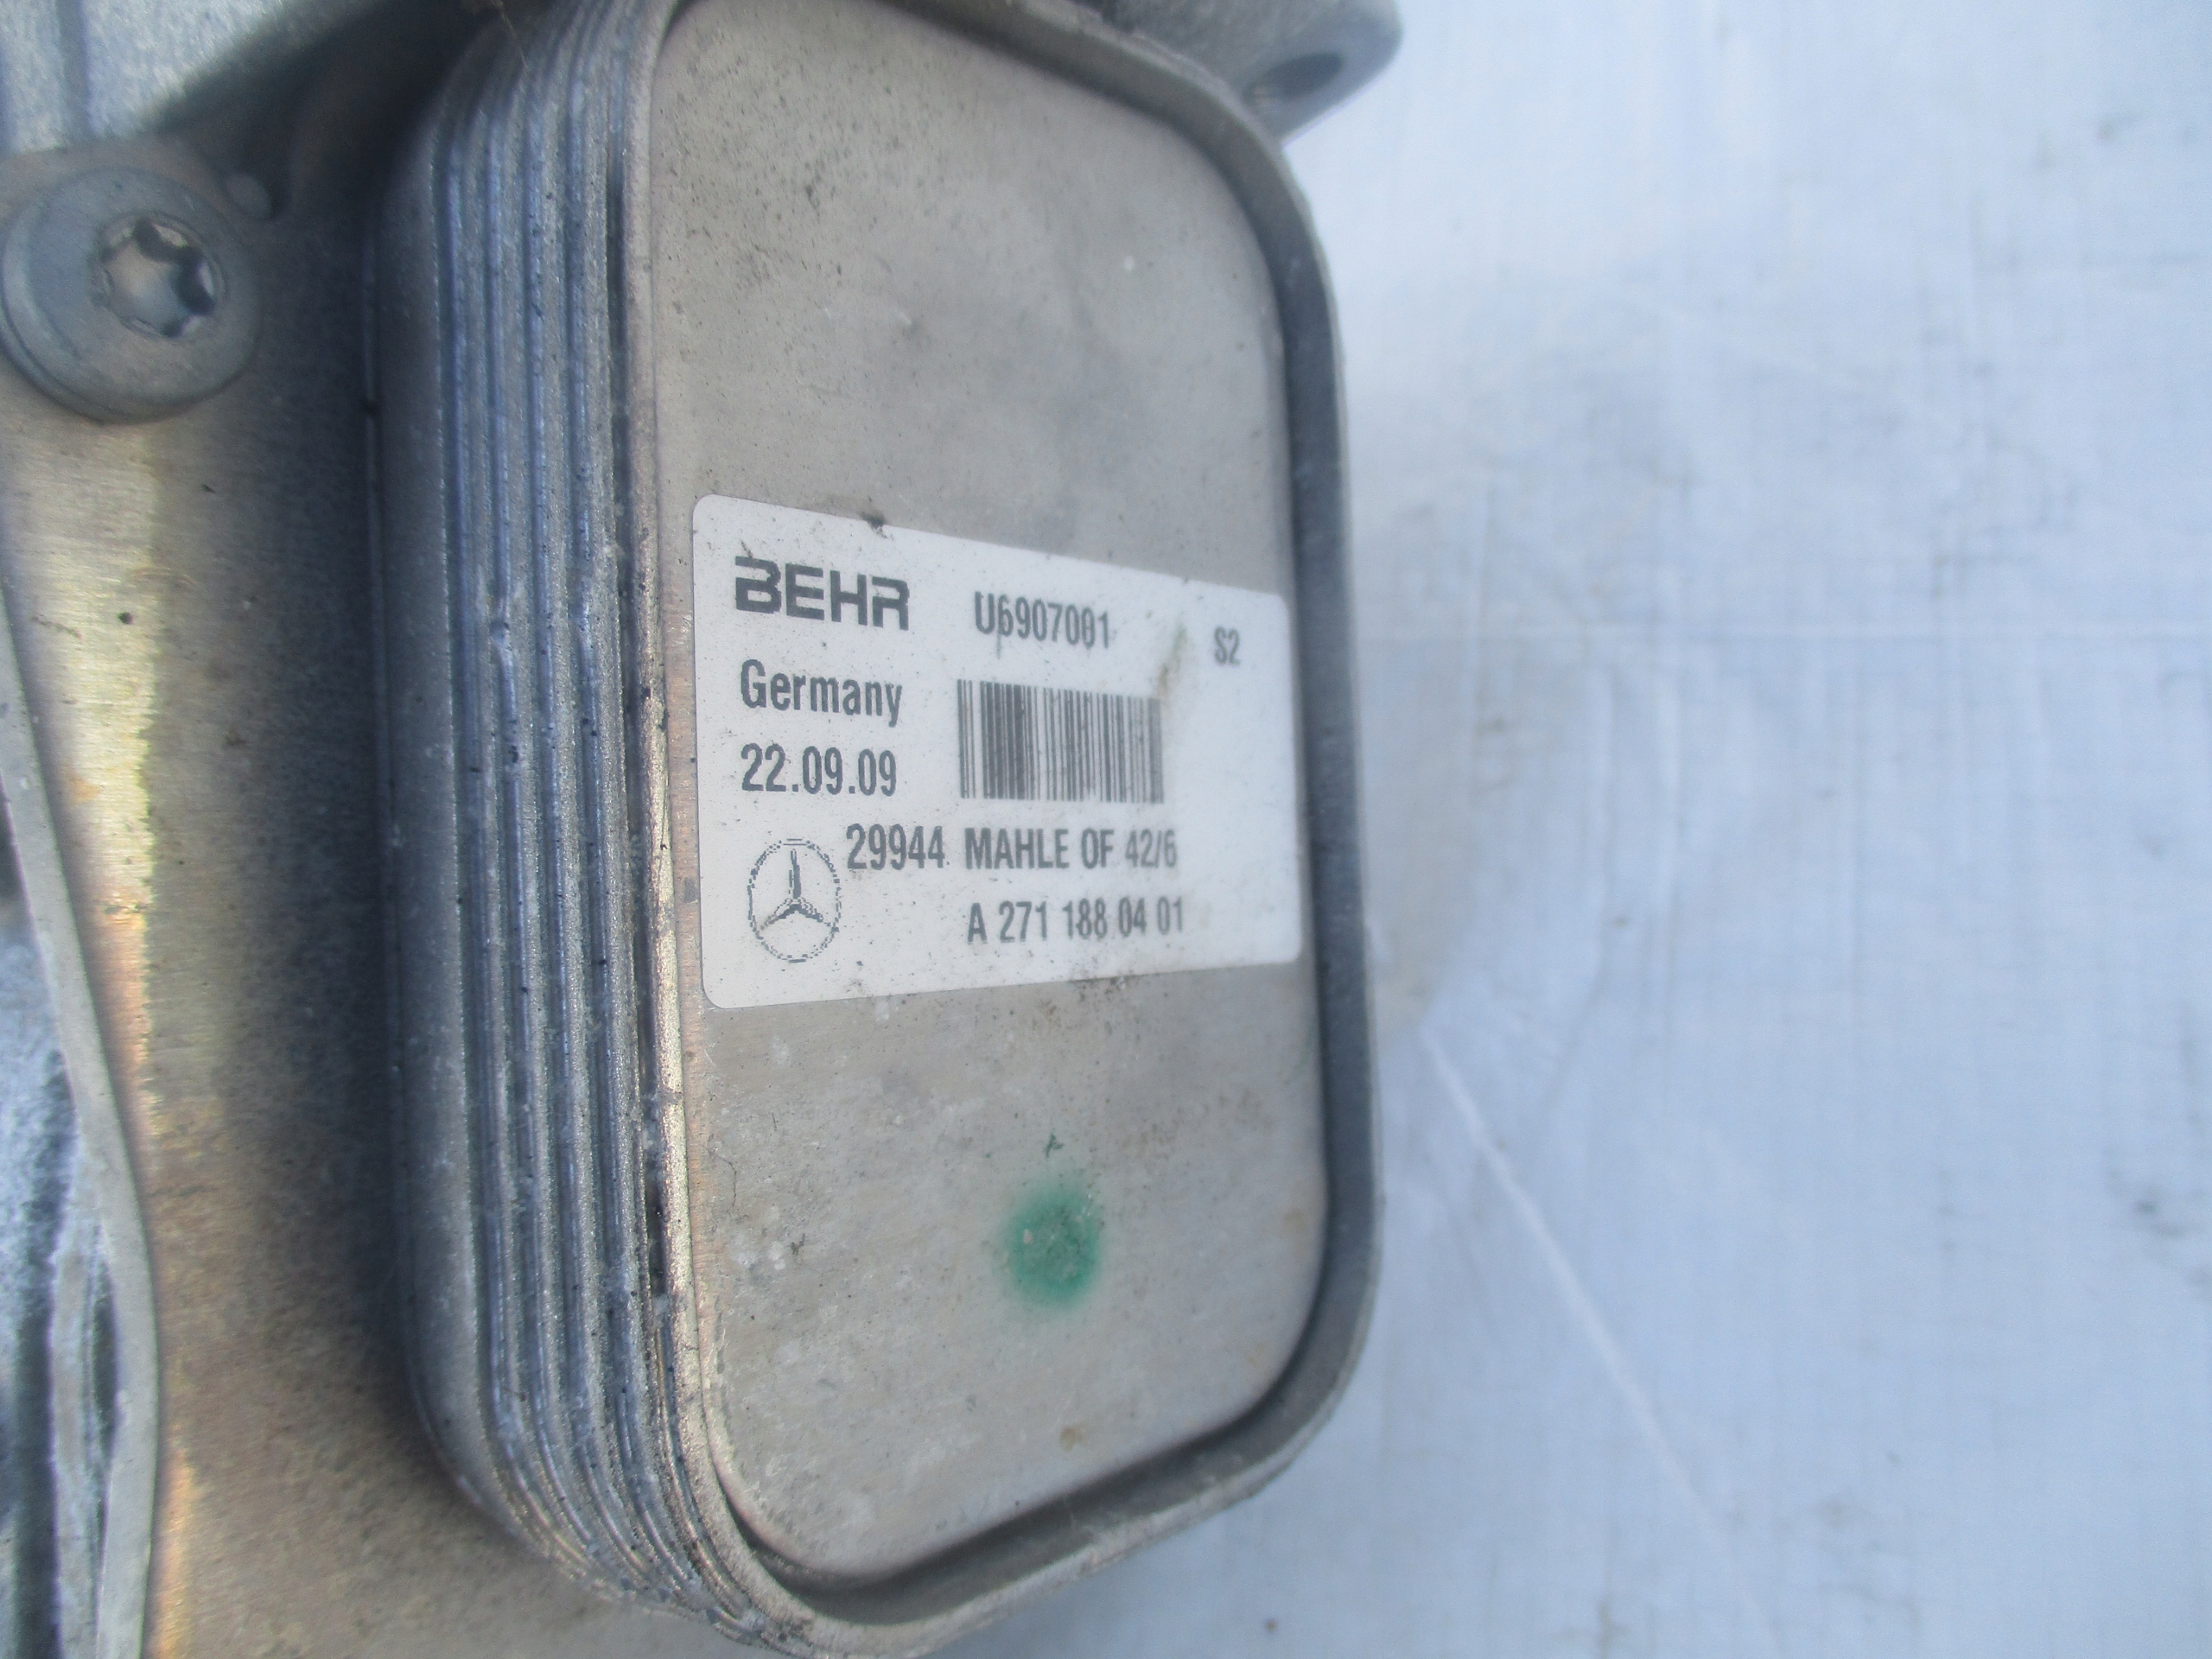 BEHR U6907001 S2
Germany
22.09.09
29944 MAHLE OF 42/6
A 271 188 04 01